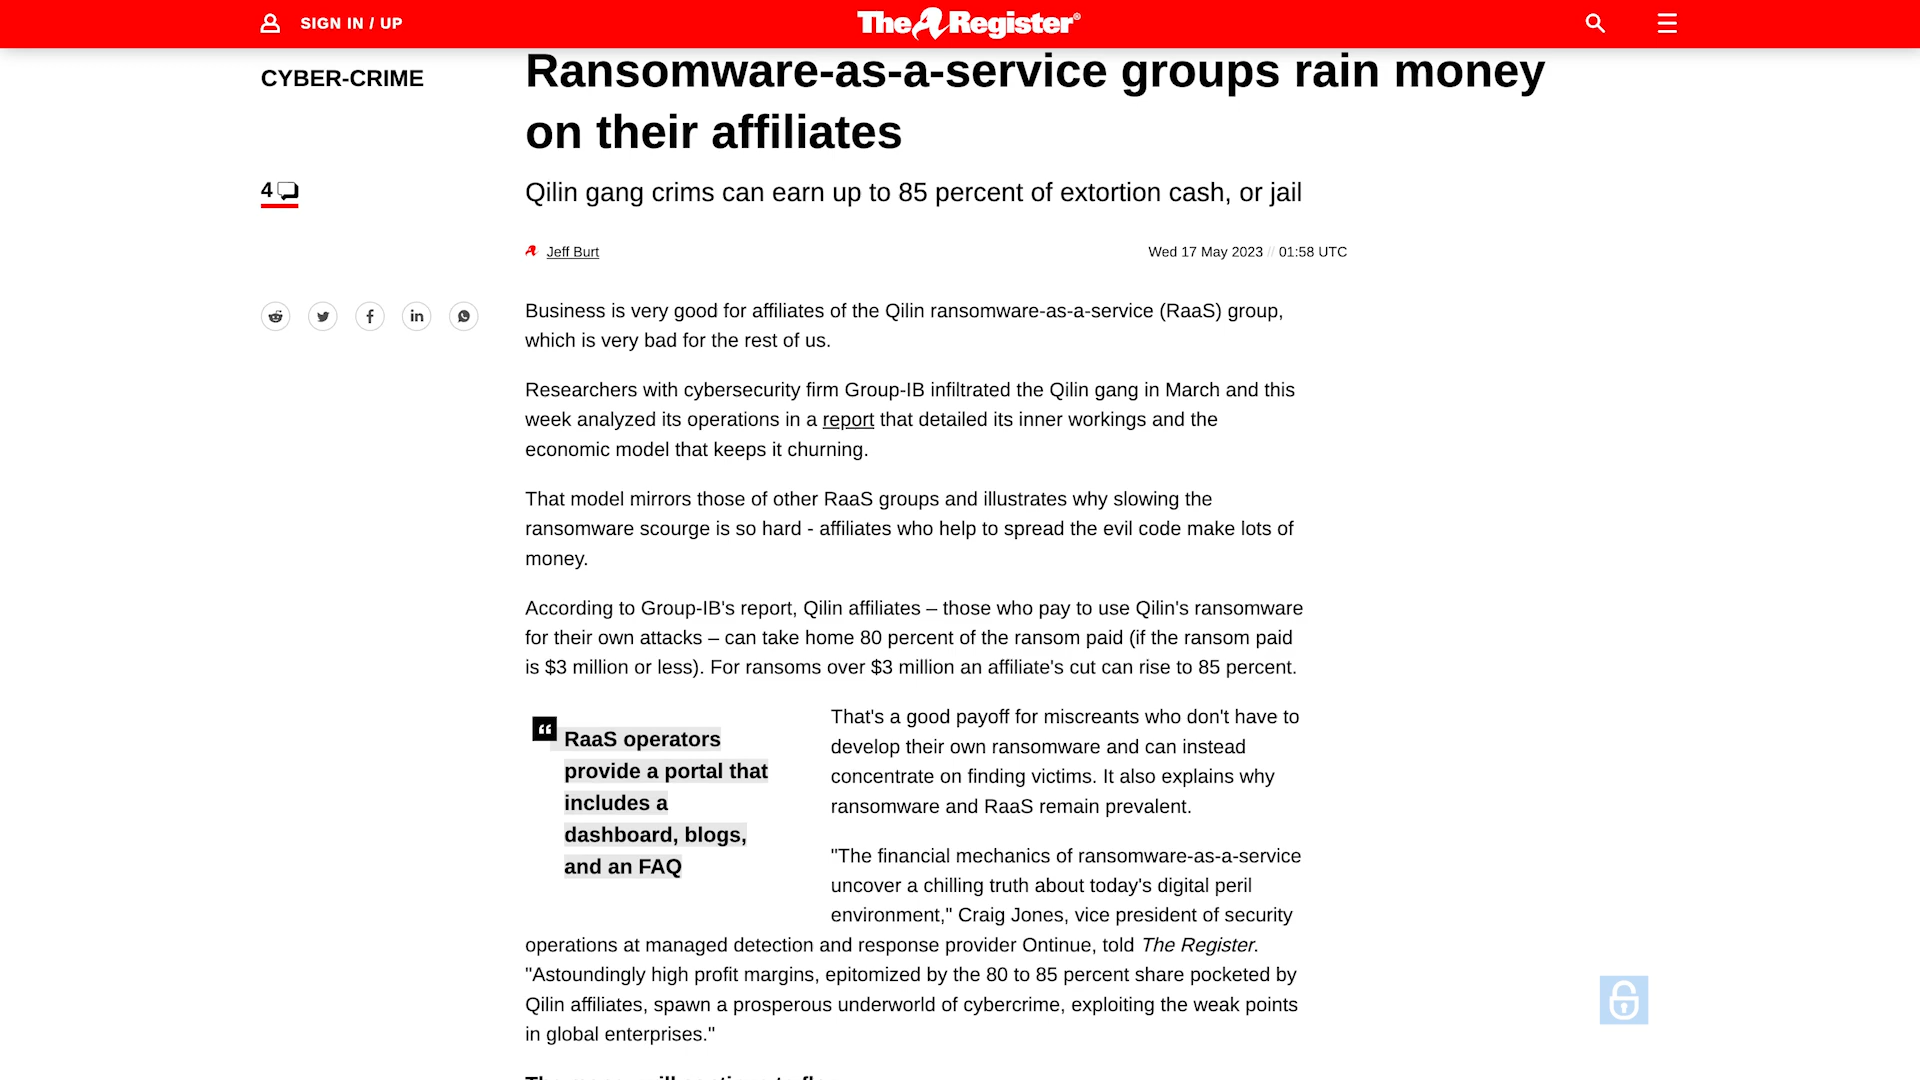 SIGN IN / UP
The Register®
CYBER-CRIME
Ransomware-as-a-service groups rain money
on their affiliates
4
Qilin gang crims can earn up to 85 percent of extortion cash, or jail
Jeff Burt
Wed 17 May 2023 // 01:58 UTC
Business is very good for affiliates of the Qilin ransomware-as-a-service (RaaS) group,
which is very bad for the rest of us.
Researchers with cybersecurity firm Group-IB infiltrated the Qilin gang in March and this
week analyzed its operations in a report that detailed its inner workings and the
economic model that keeps it churning.
That model mirrors those of other RaaS groups and illustrates why slowing the
ransomware scourge is so hard - affiliates who help to spread the evil code make lots of
money.
According to Group-IB's report, Qilin affiliates – those who pay to use Qilin's ransomware
for their own attacks – can take home 80 percent of the ransom paid (if the ransom paid
is $3 million or less). For ransoms over $3 million an affiliate's cut can rise to 85 percent.
RaaS operators
provide a portal that
includes a
dashboard, blogs,
and an FAQ
That's a good payoff for miscreants who don't have to
develop their own ransomware and can instead
concentrate on finding victims. It also explains why
ransomware and RaaS remain prevalent.
"The financial mechanics of ransomware-as-a-service
uncover a chilling truth about today's digital peril
environment," Craig Jones, vice president of security
operations at managed detection and response provider Ontinue, told The Register.
"Astoundingly high profit margins, epitomized by the 80 to 85 percent share pocketed by
Qilin affiliates, spawn a prosperous underworld of cybercrime, exploiting the weak points
in global enterprises."